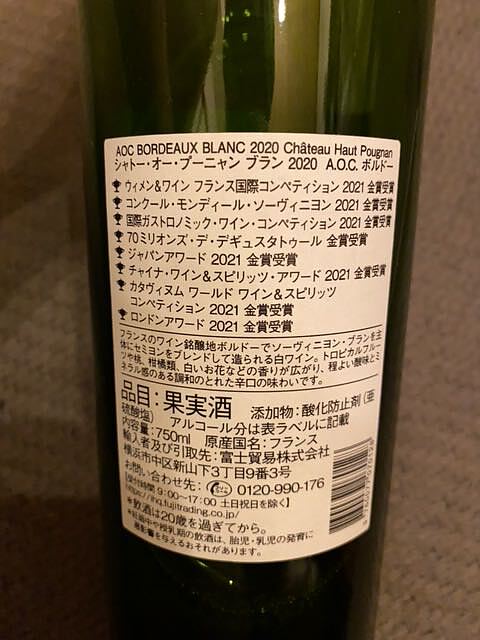 AOC BORDEAUX BLANC 2020 Château Haut Pougnan
シャトー・オー・プーニャン ブラン 2020 A.O.C. ボルドー
ウィメン&ワイン フランス国際コンペティション 2021 金賞受賞
コンクール・モンディール・ソーヴィニヨン 2021 金賞受賞
国際ガストロノミック・ワイン・コンペティション 2021 金賞受賞
70ミリオンズ・デ・デギュスタトゥール 金賞受賞
ジャパンアワード 2021 金賞受賞
チャイナ・ワイン&スピリッツ・アワード 2021 金賞受賞
カタヴィヌム ワールド ワイン&スピリッツ
コンペティション 2021 金賞受賞
ロンドンアワード 2021 金賞受賞
フランスのワイン銘醸地ボルドーでソーヴィニヨン・ブランを主
体にセミヨンをブレンドして造られる白ワイン。トロピカルフルー
ツや桃、柑橘類、白いお花などの香りが広がり、程よい酸味とミ
ネラル感のある調和のとれた辛口の味わいです。
品目:果実酒 添加物:酸化防止剤(亜
硫酸塩) アルコール分は表ラベルに記載
内容量:750ml 原産国名:フランス
輸入者及び引取先:富士貿易株式会社
横浜市中区新山下3丁目9番3号
お問い合わせ先: 0120-990-176
【受付時間 9:00〜17:00 土日祝日を除く】
https://hq.fujitrading.co.jp/
・飲酒は20歳を過ぎてから。
・妊娠中や授乳期の飲酒は、胎児・乳児の発育に
悪影響を与えるおそれがあります。